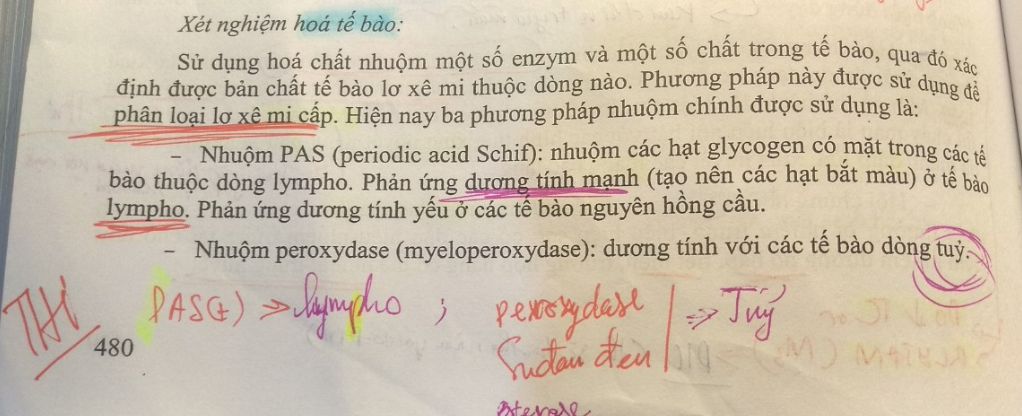 Xét nghiệm hoá tế bào:
Sử dụng hoá chất nhuộm một số enzym và một số chất trong tế bào, qua đó xác
định được bản chất tế bào lơ xê mi thuộc dòng nào. Phương pháp này được sử dụng để
phân loại lơ xê mi cấp. Hiện nay ba phương pháp nhuộm chính được sử dụng là:
– Nhuộm PAS (periodic acid Schif): nhuộm các hạt glycogen có mặt trong các tế
bào thuộc dòng lympho. Phản ứng dương tính mạnh (tạo nên các hạt bắt màu) ở tế bào
lympho. Phản ứng dương tính yếu ở các tế bào nguyên hồng cầu.
– Nhuộm peroxydase (myeloperoxydase): dương tính với các tế bào dòng tuỷ.
PAS(+) => lympho ; peroxydase => Tuỷ
Sudan đen
480